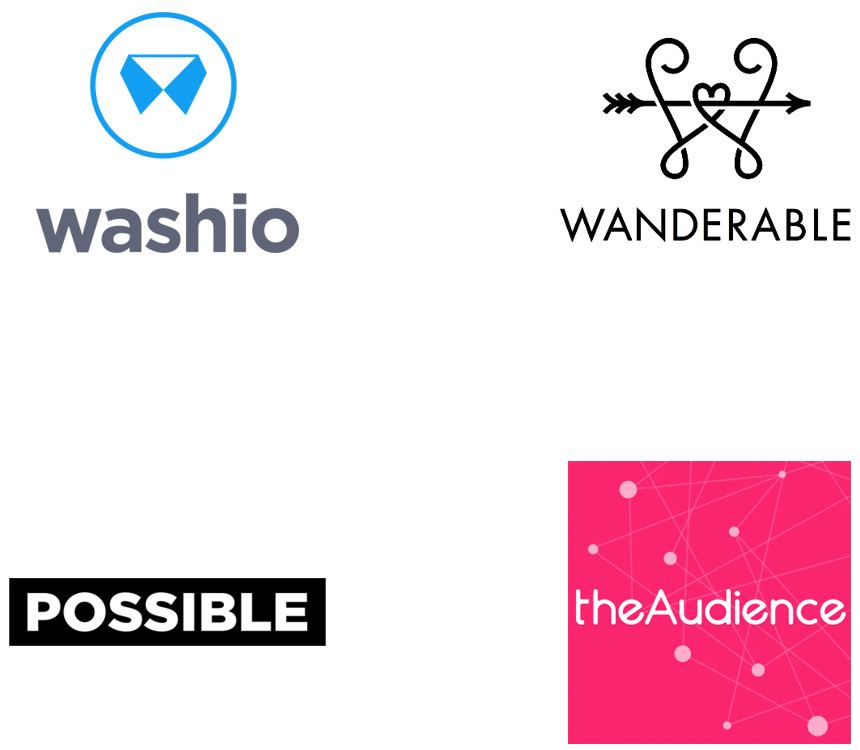 washio
WANDERABLE
POSSIBLE
theAudience